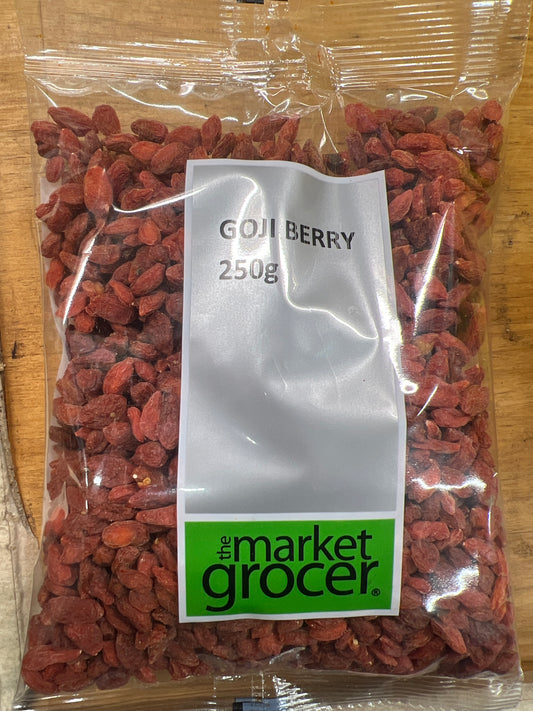 GOJI BERRY
250g
the market
grocer®